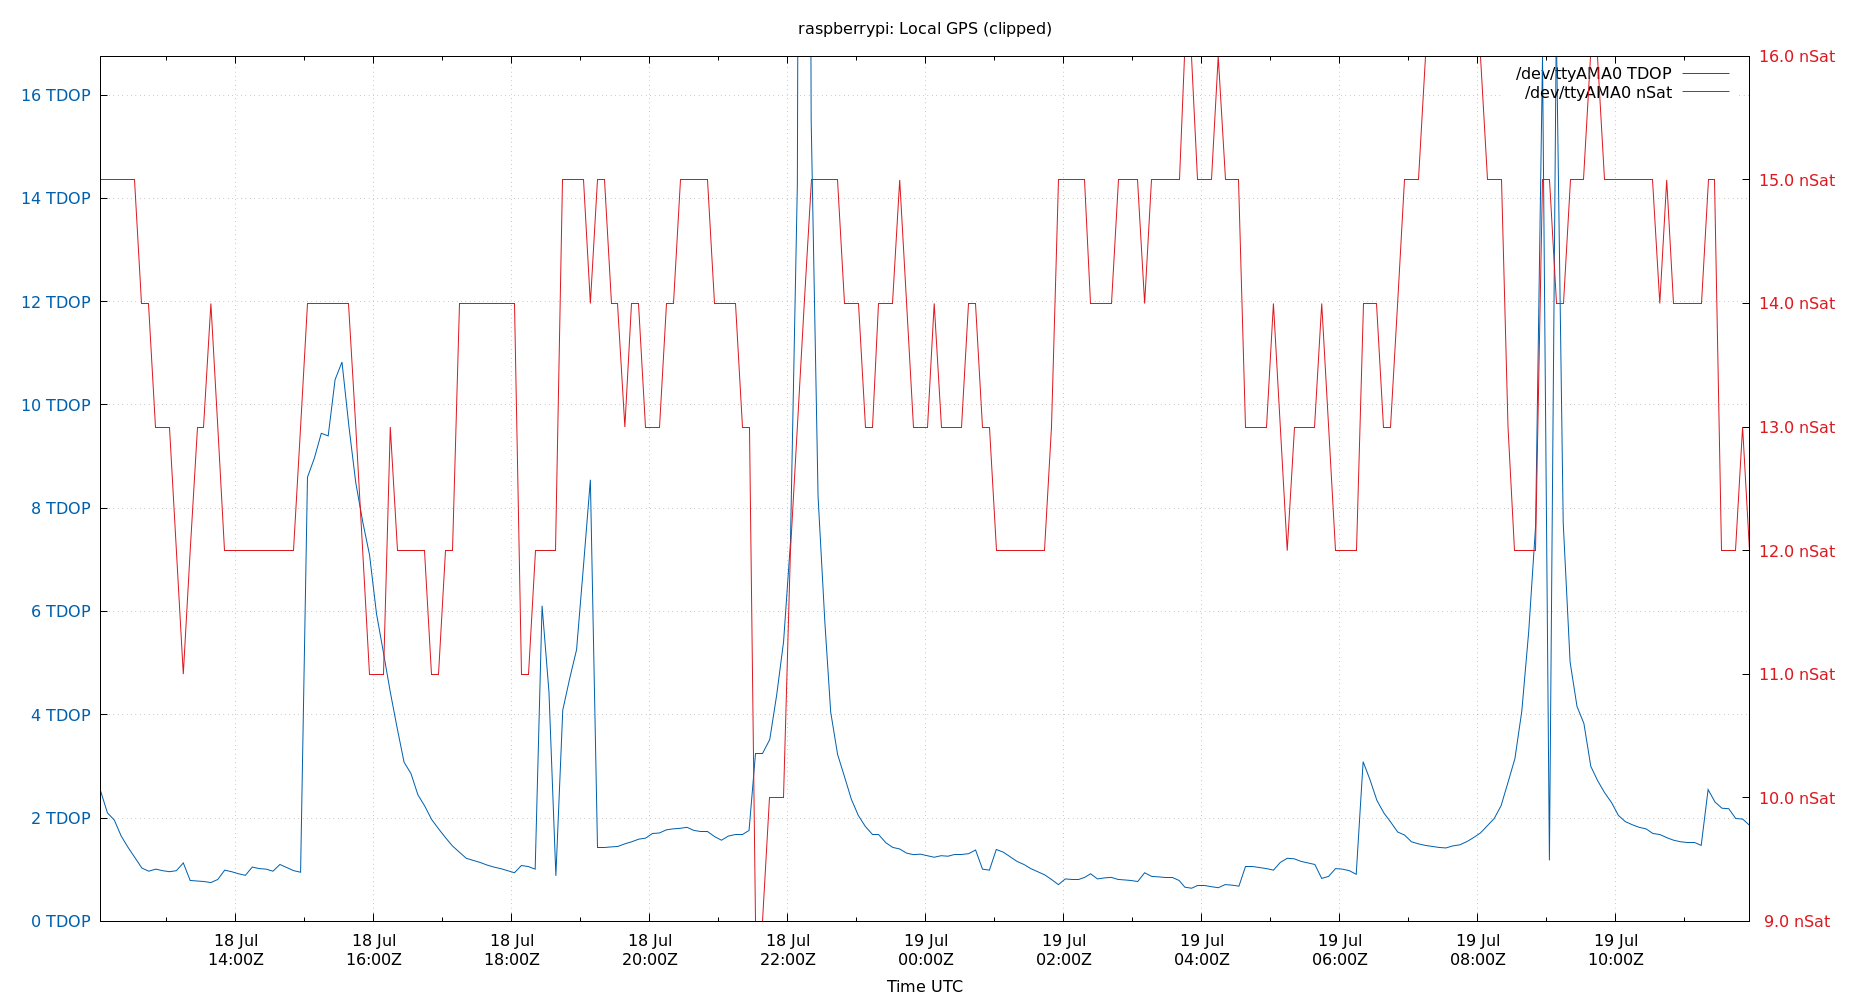 raspberrypi: Local GPS (clipped)
/dev/ttyAMA0 TDOP
/dev/ttyAMA0 nSat
16 TDOP
14 TDOP
12 TDOP
10 TDOP
8 TDOP
6 TDOP
4 TDOP
2 TDOP
0 TDOP
16.0 nSat
15.0 nSat
14.0 nSat
13.0 nSat
12.0 nSat
11.0 nSat
10.0 nSat
9.0 nSat
18 Jul
14:00Z
18 Jul
16:00Z
18 Jul
18:00Z
18 Jul
20:00Z
18 Jul
22:00Z
19 Jul
00:00Z
19 Jul
02:00Z
19 Jul
04:00Z
19 Jul
06:00Z
19 Jul
08:00Z
19 Jul
10:00Z
Time UTC